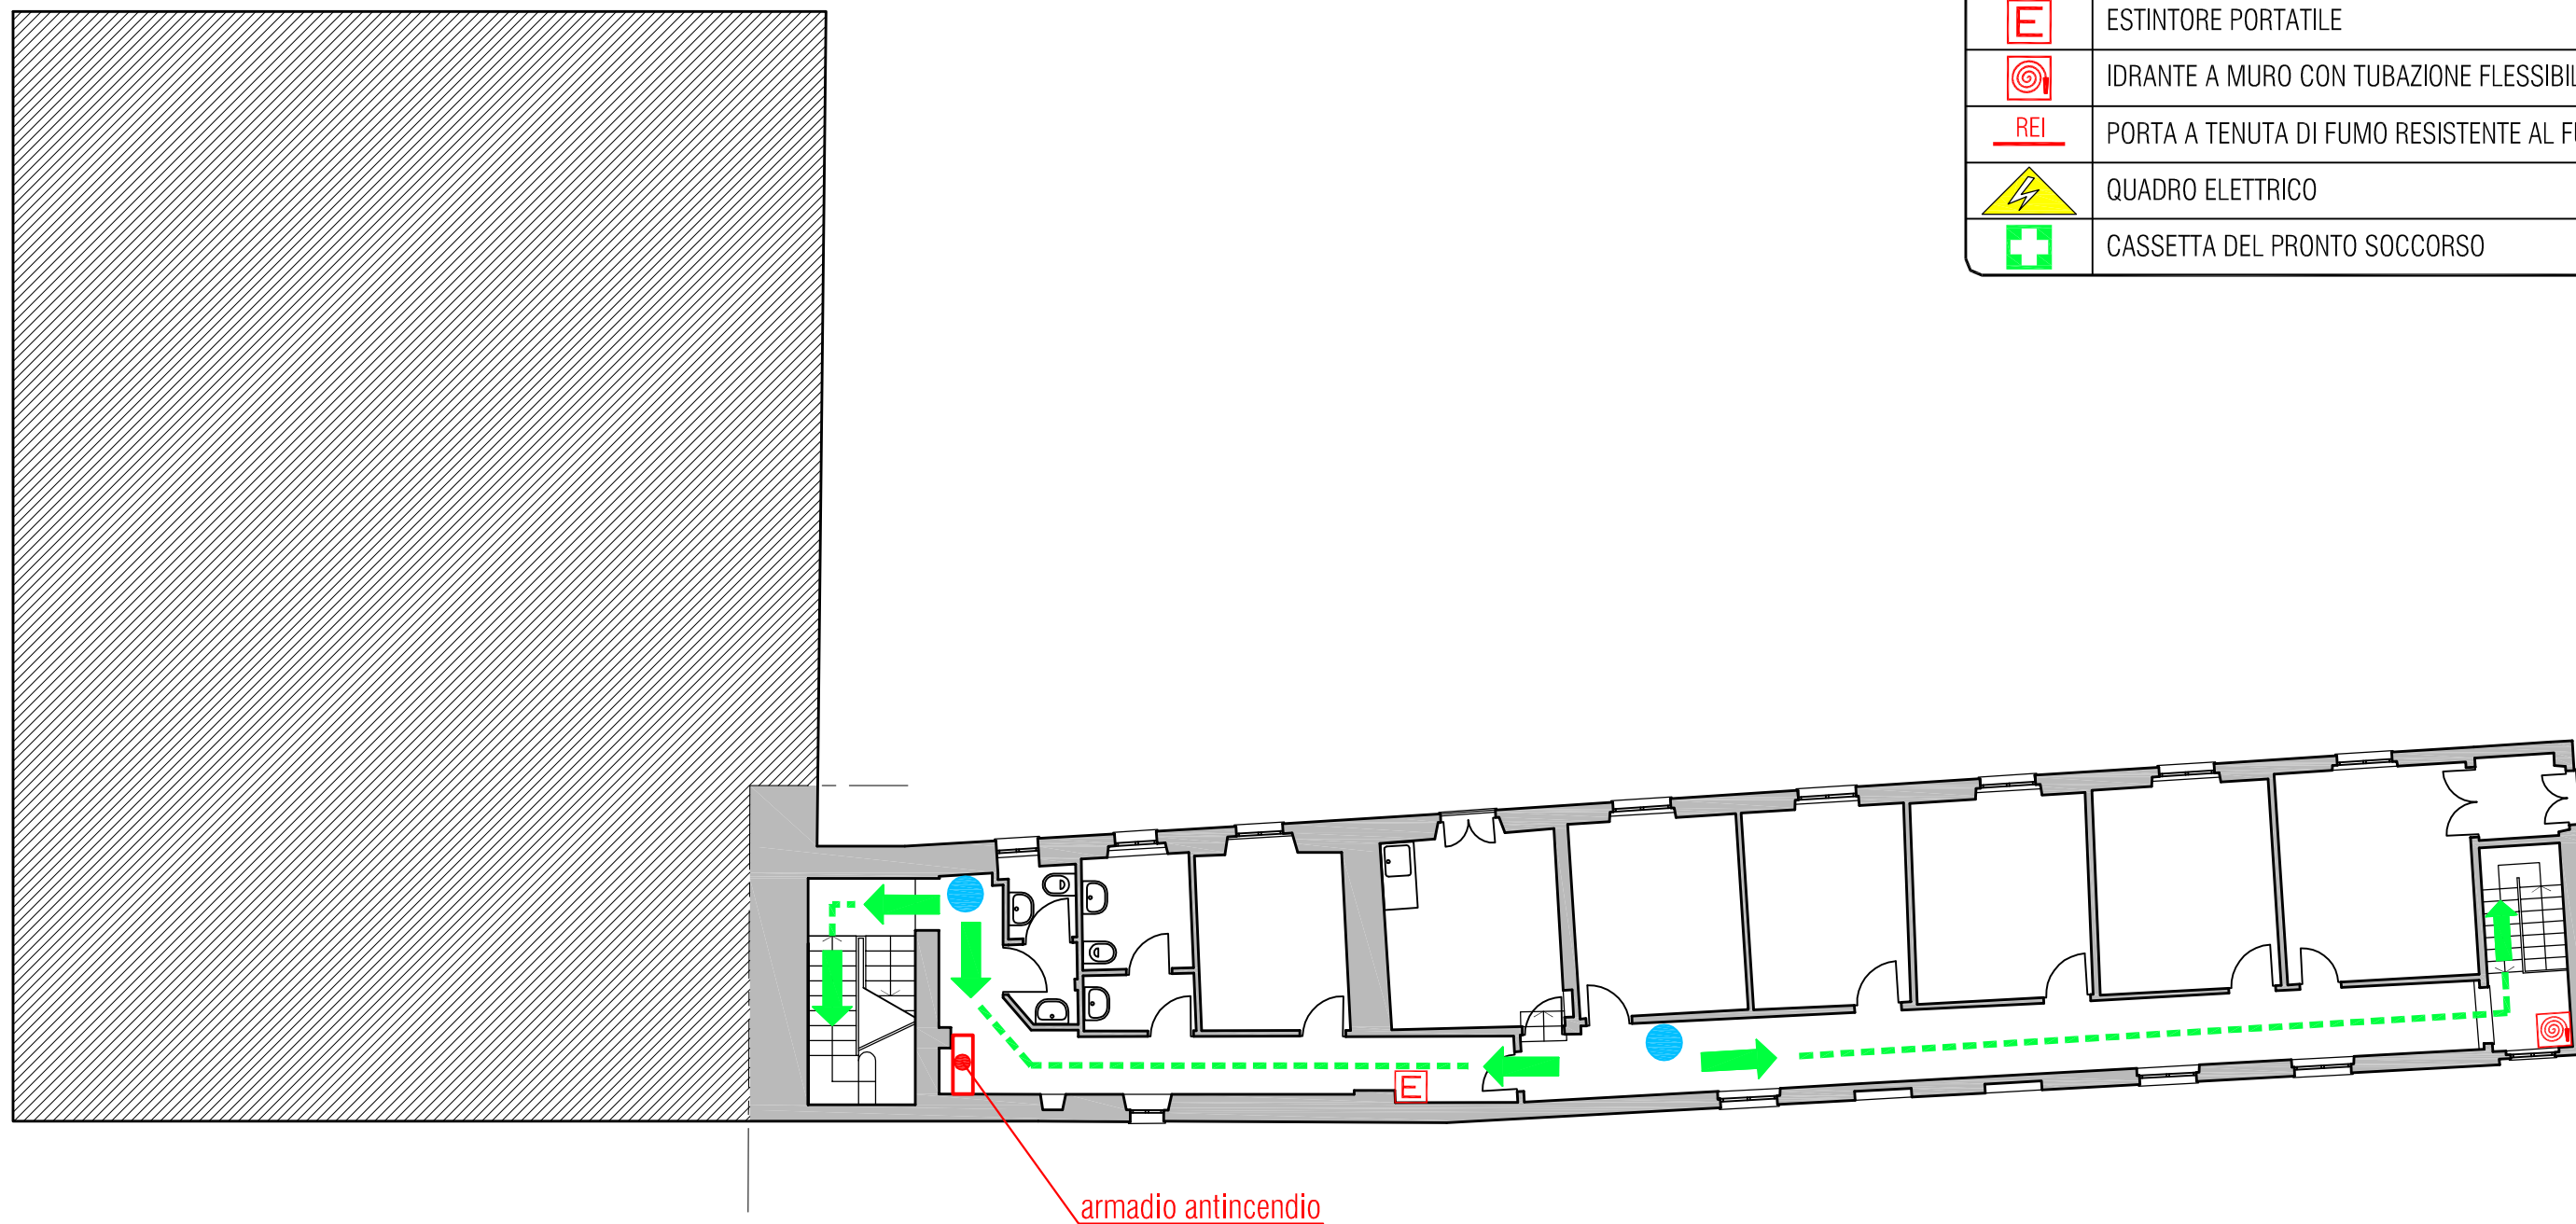 E ESTINTORE PORTATILE
IDRANTE A MURO CON TUBAZIONE
REI PORTA A TENUTA DI FUMO RESISTENTE AL
QUADRO ELETTRICO
CASSETTA DEL PRONTO SOCCORSO
E
armadio antincendio